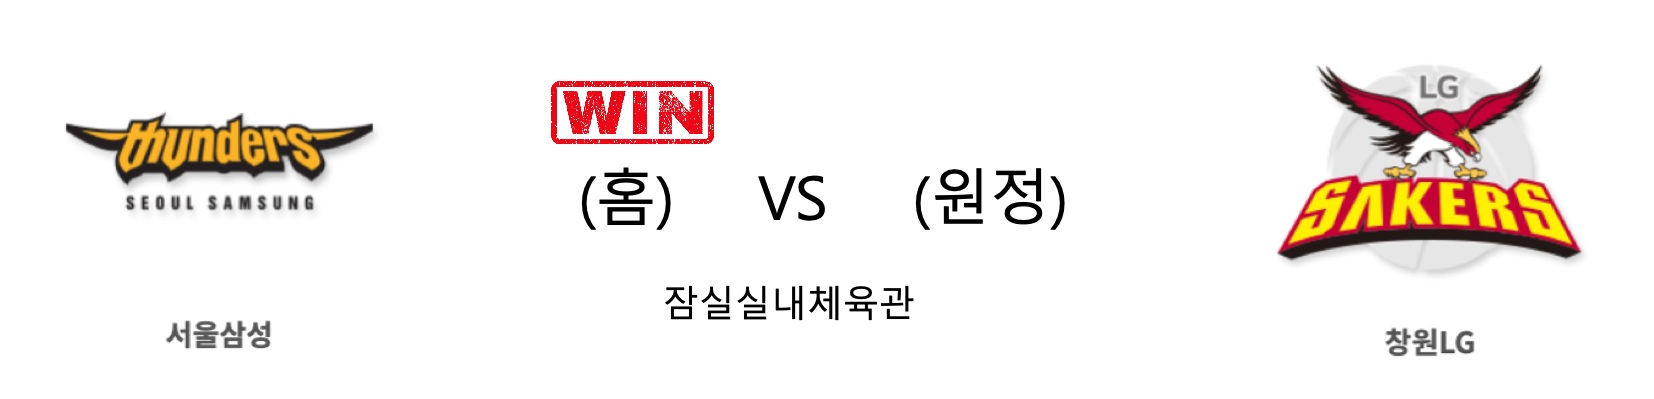 thunders
SEOUL SAMSUNG
서울삼성
WIN
(홈) VS (원정)
잠실실내체육관
LG
SAKERS
창원LG